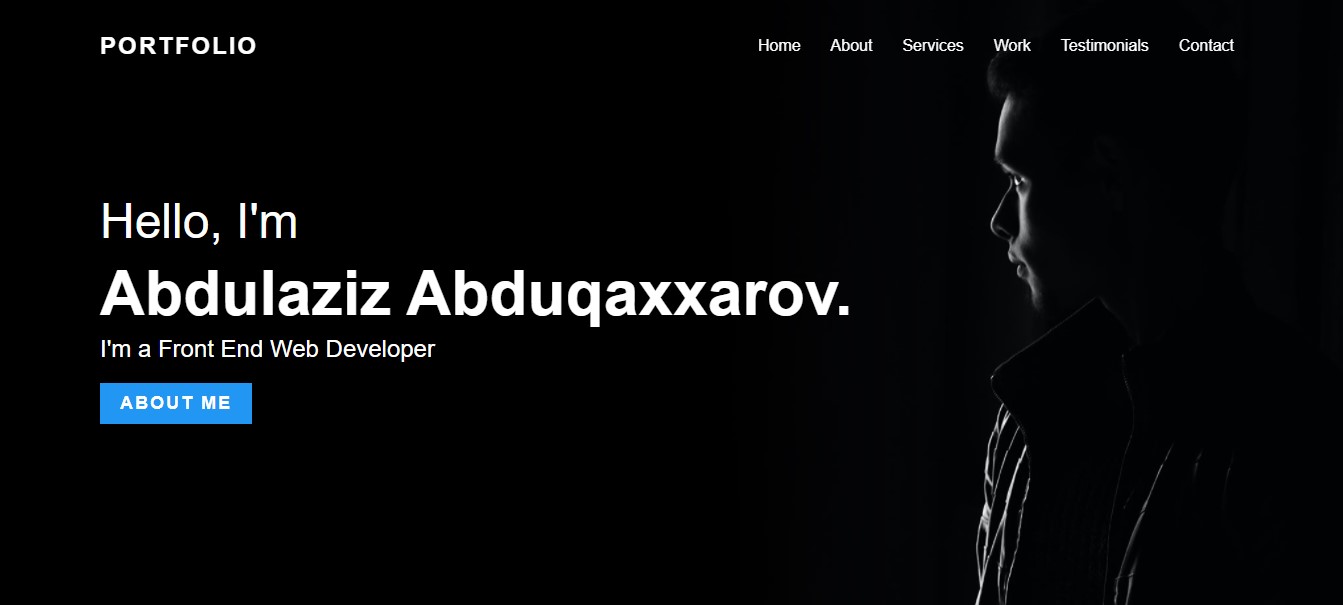 PORTFOLIO
Home About Services Work Testimonials Contact
Hello, I'm
Abdulaziz Abduqaxxarov.
I'm a Front End Web Developer
ABOUT ME